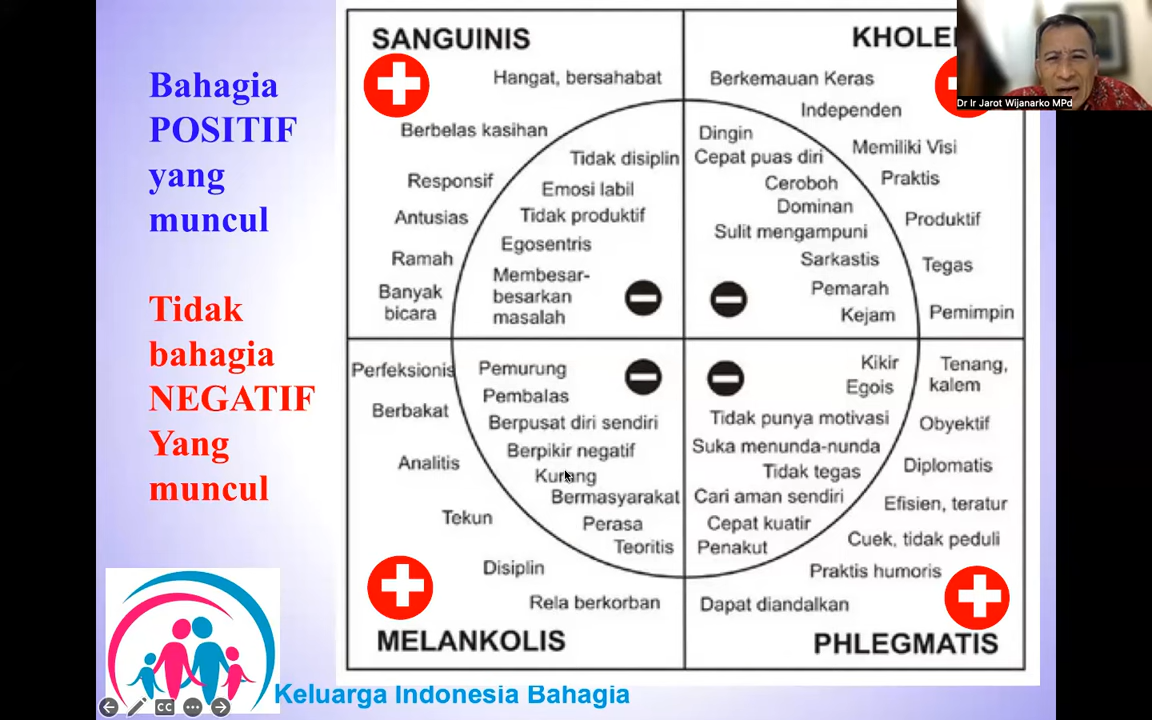 Bahagia
POSITIF
yang
muncul
Tidak
bahagia
NEGATIF
Yang
muncul
SANGUINIS
Hangat, bersahabat
Berbelas kasihan
Responsif
Antusias
Ramah
Banyak
bicara
Tidak disiplin
Emosi labil
Tidak produktif
Egosentris
Membesar-
besarkan
masalah
Berkemauan Keras
Independen
Memiliki Visi
Praktis
Produktif
Tegas
Pemimpin
Dingin
Cepat puas diri
Ceroboh
Dominan
Sulit mengampuni
Sarkastis
Pemarah
Kejam
Dr Ir Jarot Wijanarko MPd
Perfeksionis
Berbakat
Analitis
Tekun
Disiplin
Rela berkorban
MELANKOLIS
Pemurung
Pembalas
Berpusat diri sendiri
Berpikir negatif
Kurang
Bermasyarakat
Perasa
Teoritis
Kikir
Egois
Tidak punya motivasi
Suka menunda-nunda
Tidak tegas
Cari aman sendiri
Cepat kuatir
Penakut
Tenang,
kalem
Obyektif
Diplomatis
Efisien, teratur
Cuek, tidak peduli
Praktis humoris
Dapat diandalkan
PHLEGMATIS
Keluarga Indonesia Bahagia
CC